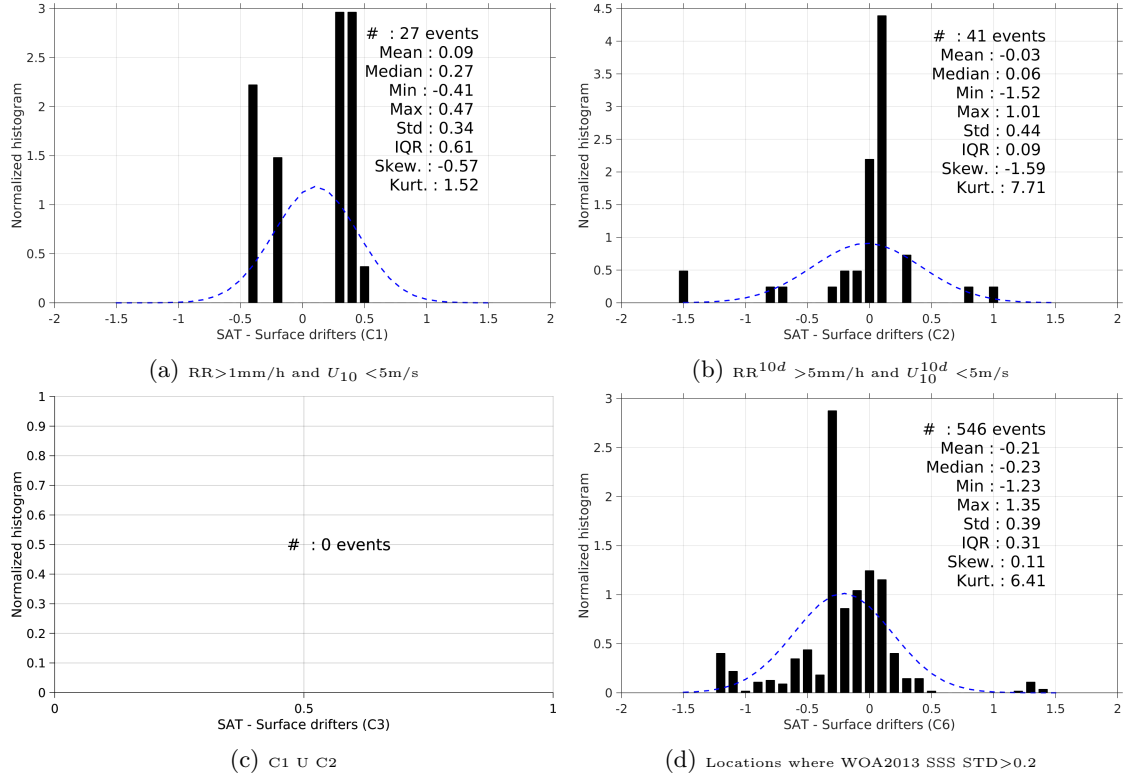 3
2.5
2
1.5
1
0.5
0
Normalized histogram
# : 27 events
Mean : 0.09
Median : 0.27
Min : -0.41
Max : 0.47
Std : 0.34
IQR : 0.61
Skew. : -0.57
Kurt. : 1.52
-2 -1.5 -1 -0.5 0 0.5 1 1.5 2
SAT - Surface drifters (C1)
(a) RR>1mm/h and U10 <5m/s
4.5
4
3.5
3
2.5
2
1.5
1
0.5
0
Normalized histogram
# : 41 events
Mean : -0.03
Median : 0.06
Min : -1.52
Max : 1.01
Std : 0.44
IQR : 0.09
Skew. : -1.59
Kurt. : 7.71
-2 -1.5 -1 -0.5 0 0.5 1 1.5 2
SAT - Surface drifters (C2)
(b) RR^10d >5mm/h and U10^10d <5m/s
1
0.9
0.8
0.7
0.6
0.5
0.4
0.3
0.2
0.1
0
Normalized histogram
# : 0 events
0 0.5 1
SAT - Surface drifters (C3)
(c) C1 U C2
3
2.5
2
1.5
1
0.5
0
Normalized histogram
# : 546 events
Mean : -0.21
Median : -0.23
Min : -1.23
Max : 1.35
Std : 0.39
IQR : 0.31
Skew. : 0.11
Kurt. : 6.41
-2 -1.5 -1 -0.5 0 0.5 1 1.5 2
SAT - Surface drifters (C6)
(d) Locations where WOA2013 SSS STD>0.2